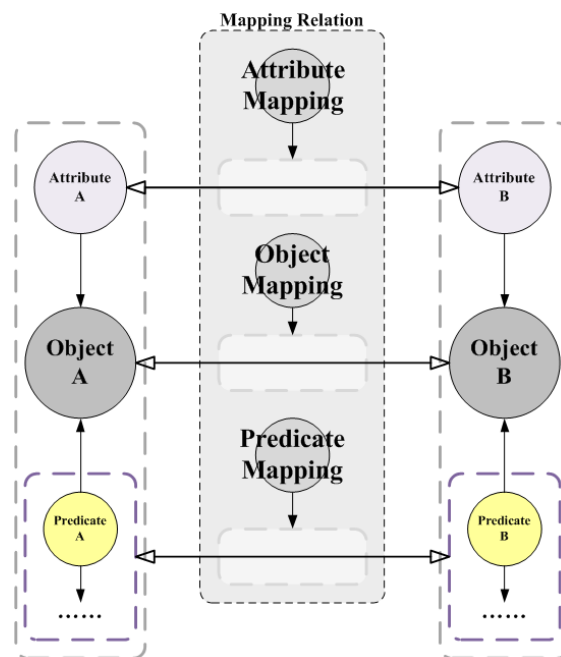 Mapping Relation
Attribute
Mapping
Attribute
A
Attribute
B
Object
Mapping
Object
A
Object
B
Predicate
Mapping
Predicate
A
Predicate
B
……
……